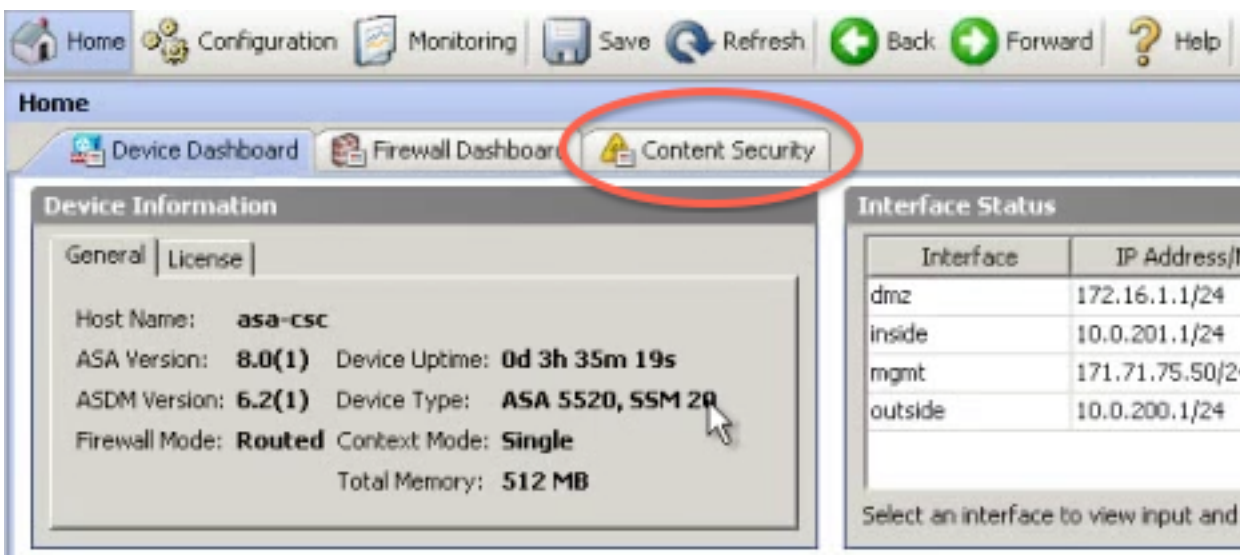 Home Configuration Monitoring Save Refresh Back Forward Help
Home
Device Dashboard Firewall Dashboard Content Security
Device Information
General License
Host Name: asa-csc
ASA Version: 8.0(1) Device Uptime: 0d 3h 35m 19s
ASDM Version: 6.2(1) Device Type: ASA 5520, SSM 20
Firewall Mode: Routed Context Mode: Single
Total Memory: 512 MB
Interface Status
Interface IP Address/
dmz 172.16.1.1/24
inside 10.0.201.1/24
mgmt 171.71.75.50/24
outside 10.0.200.1/24
Select an interface to view input and